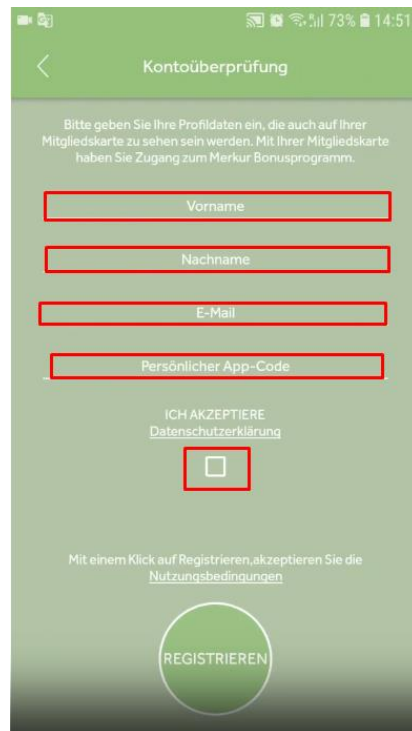 73% 14:51
Kontoüberprüfung
Bitte geben Sie Ihre Profildaten ein, die auch auf Ihrer
Mitgliedskarte zu sehen sein werden. Mit Ihrer Mitgliedskarte
haben Sie Zugang zum Merkur Bonusprogramm.
Vorname
Nachname
E-Mail
Persönlicher App-Code
ICH AKZEPTIERE
Datenschutzerklärung
Mit einem Klick auf Registrieren,akzeptieren Sie die
Nutzungsbedingungen
REGISTRIEREN